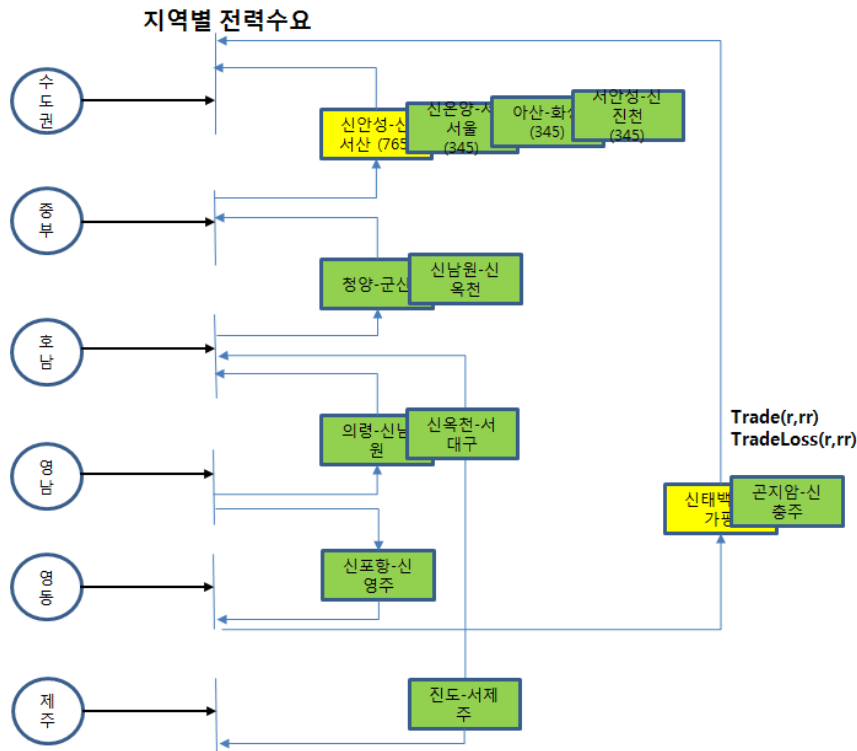 지역별 전력수요
수
도
권
신안성-신
서산 (765
신온양-서
서울
(345)
아산-화성
(345)
서안성-신
진천
(345)
중
부
청양-군산
신남원-신
옥천
호
남
의령-신남
원
신옥천-서
대구
Trade(r,rr)
TradeLoss(r,rr)
영
남
신태백
가평
곤지암-신
충주
영
동
신포항-신
영주
제
주
진도-서제
주